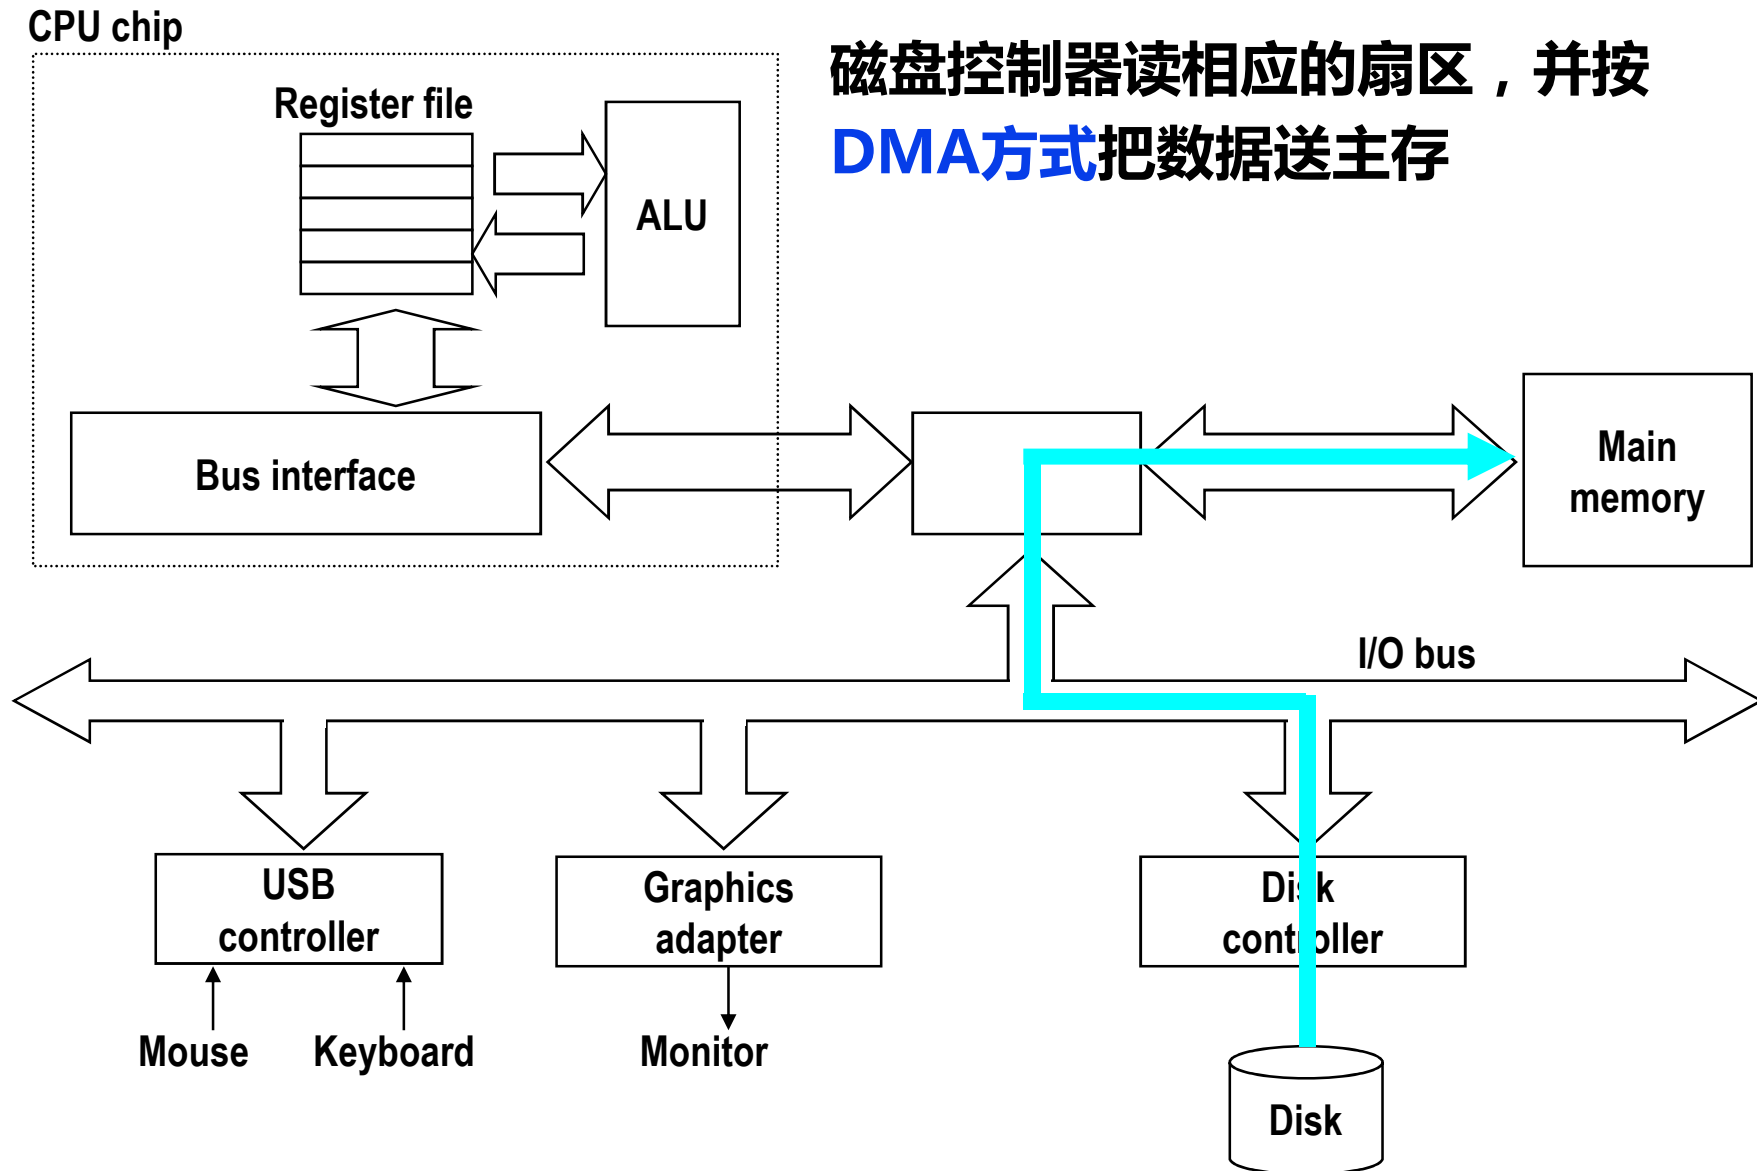 CPU chip
磁盘控制器读相应的扇区，并按
DMA方式把数据送主存
Register file
ALU
Bus interface
Main
memory
I/O bus
USB
controller
Graphics
adapter
Disk
controller
Mouse
Keyboard
Monitor
Disk